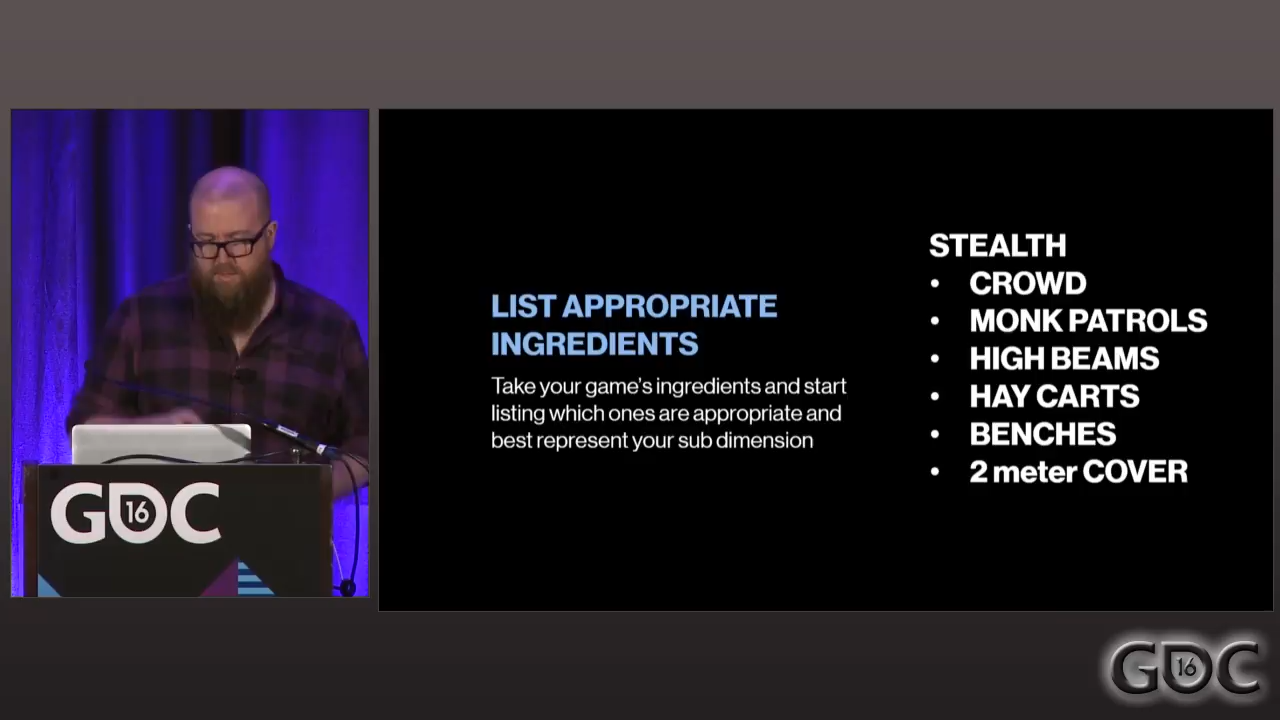 LIST APPROPRIATE
INGREDIENTS
Take your game's ingredients and start
listing which ones are appropriate and
best represent your sub dimension
STEALTH
• CROWD
• MONK PATROLS
• HIGH BEAMS
• HAY CARTS
• BENCHES
• 2 meter COVER
GDC 16
GDC 16